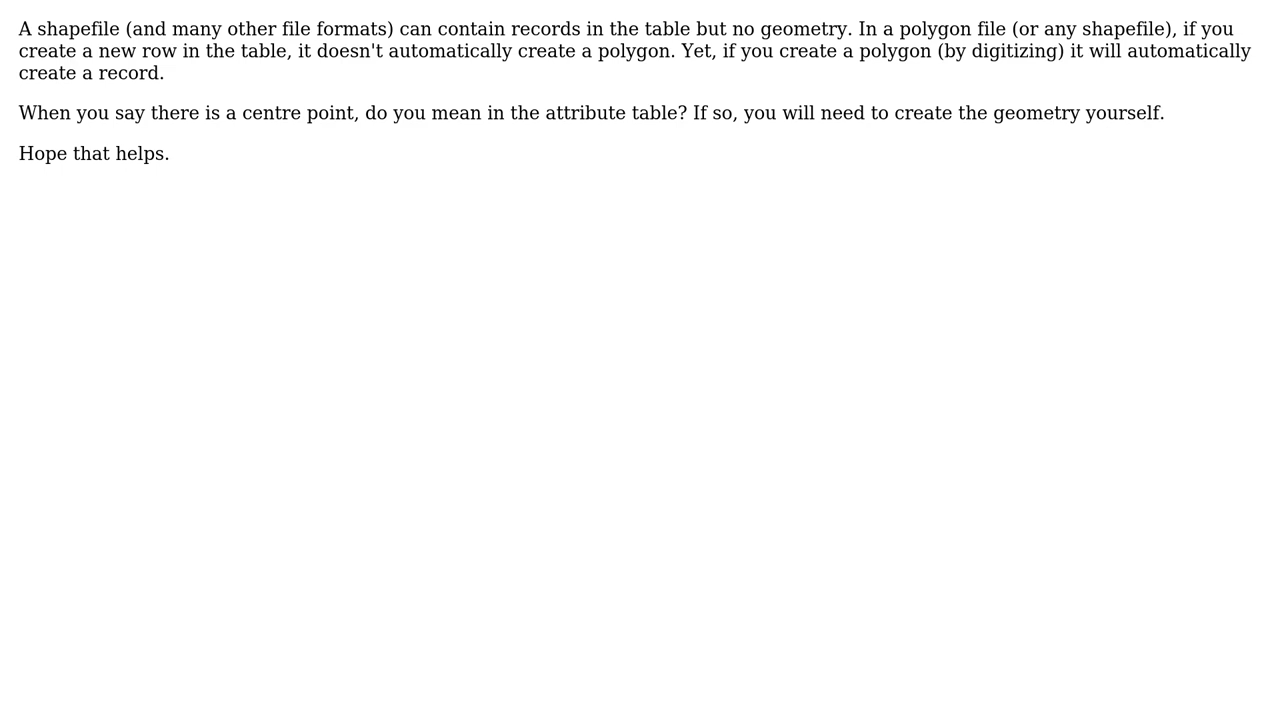 A shapefile (and many other file formats) can contain records in the table but no geometry. In a polygon file (or any shapefile), if you
create a new row in the table, it doesn't automatically create a polygon. Yet, if you create a polygon (by digitizing) it will automatically
create a record.
When you say there is a centre point, do you mean in the attribute table? If so, you will need to create the geometry yourself.
Hope that helps.